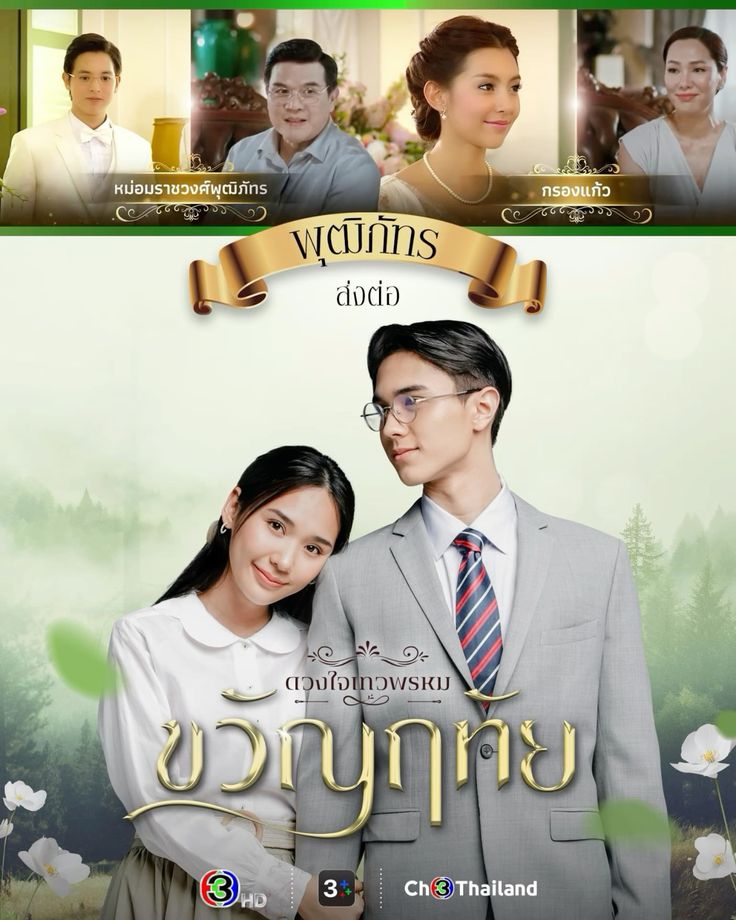 หม่อมราชวงศ์พุฒิภัทร
กรองแก้ว
พุฒิภัทร
ส่งต่อ
ดวงใจเทวพรหม
ขวัญฤทัย
3 HD
3+
Ch3Thailand